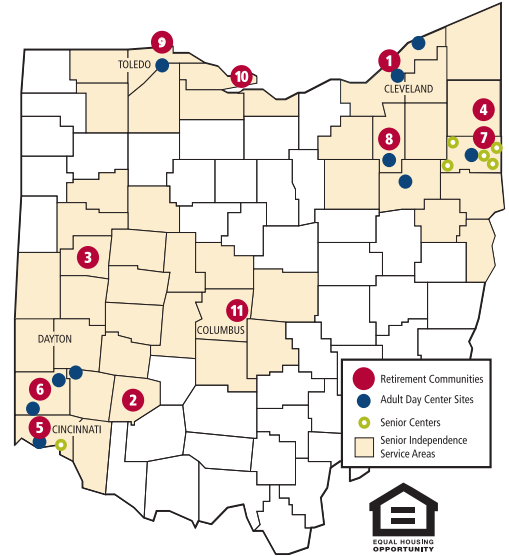 9
TOLEDO
10
1
CLEVELAND
4
7
8
3
11
COLUMBUS
DAYTON
6
2
5
CINCINNATI
Retirement Communities
Adult Day Center Sites
Senior Centers
Senior Independence
Service Areas
EQUAL HOUSING
OPPORTUNITY